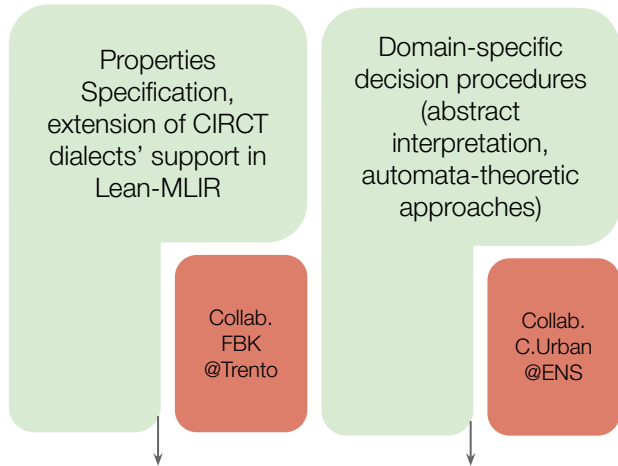 Properties
Specification,
extension of CIRCT
dialects’ support in
Lean-MLIR
Collab.
FBK
@Trento
Domain-specific
decision procedures
(abstract
interpretation,
automata-theoretic
approaches)
Collab.
C.Urban
@ENS